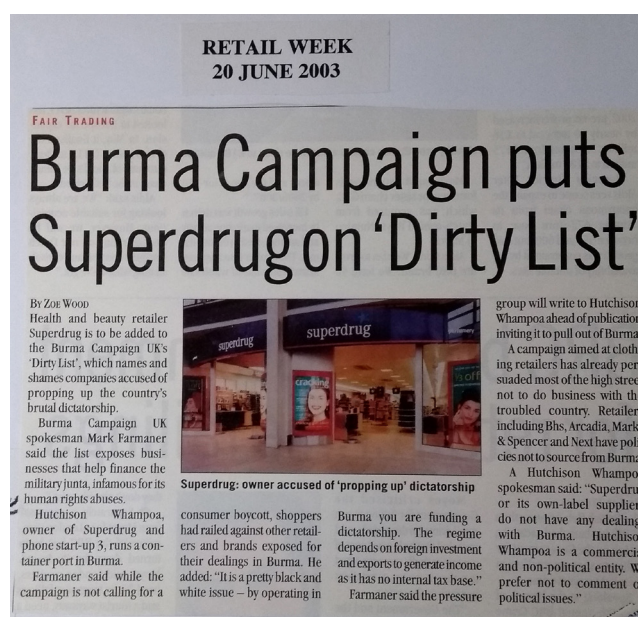 RETAIL WEEK
20 JUNE 2003
FAIR TRADING
Burma Campaign puts
Superdrug on ‘Dirty List’
BY ZOE WOOD
Health and beauty retailer
Superdrug is to be added to
the Burma Campaign UK's
‘Dirty List’, which names and
shames companies accused of
propping up the country's
brutal dictatorship.
Burma Campaign UK
spokesman Mark Farmaner
said the list exposes busi-
nesses that help finance the
military junta, infamous for its
human rights abuses.
Hutchison Whampoa,
owner of Superdrug and
phone start-up 3, runs a con-
tainer port in Burma.
Farmaner said while the
campaign is not calling for a
superdrug
superdrug
cracking
Superdrug: owner accused of ‘propping up’ dictatorship
consumer boycott, shoppers
had railed against other retail-
ers and brands exposed for
their dealings in Burma. He
added: “It is a pretty black and
white issue – by operating in
Burma you are funding a
dictatorship. The regime
depends on foreign investment
and exports to generate income
as it has no internal tax base.”
Farmaner said the pressure
group will write to Hutchison
Whampoa ahead of publication
inviting it to pull out of Burma
A campaign aimed at cloth
ing retailers has already per
suaded most of the high stree
not to do business with th
troubled country. Retailer
including Bhs, Arcadia, Mark
& Spencer and Next have poli
cies not to source from Burma
A Hutchison Whampo
spokesman said: “Superdru
or its own-label supplier
do not have any dealing
with Burma. Hutchiso
Whampoa is a commerci
and non-political entity. W
prefer not to comment o
political issues.”